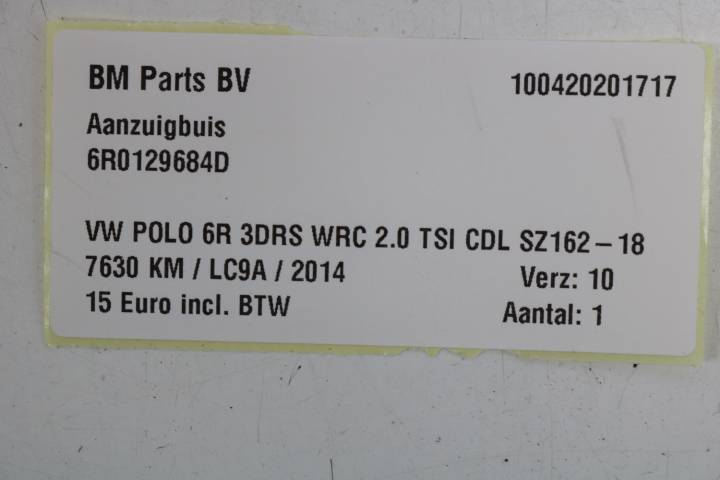 BM Parts BV 100420201717
Aanzuigbuis
6R0129684D
VW POLO 6R 3DRS WRC 2.0 TSI CDL SZ162-18
7630 KM / LC9A / 2014 Verz: 10
15 Euro incl. BTW Aantal: 1